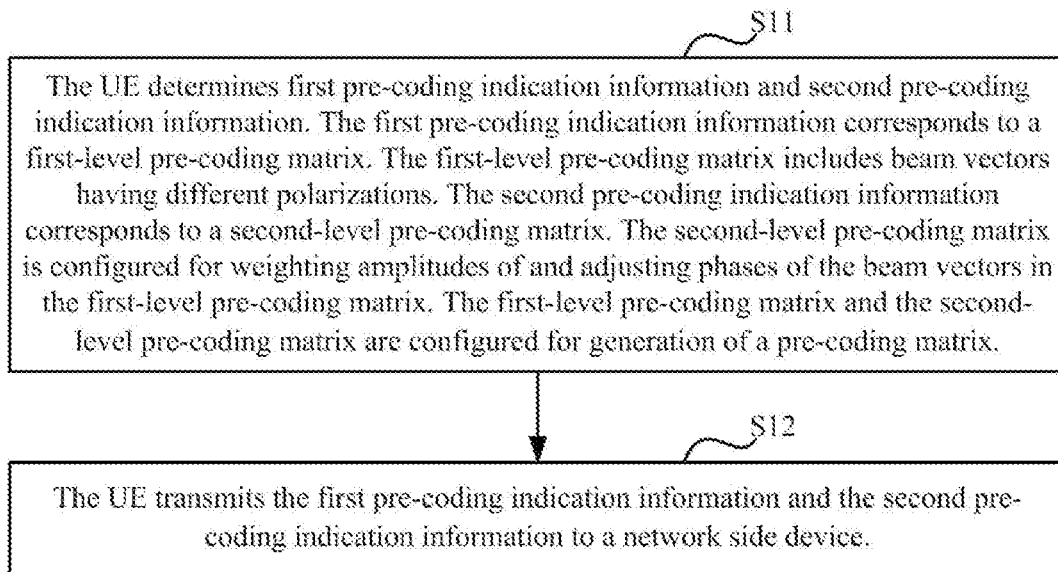 S11
The UE determines first pre-coding indication information and second pre-coding
indication information. The first pre-coding indication information corresponds to a
first-level pre-coding matrix. The first-level pre-coding matrix includes beam vectors
having different polarizations. The second pre-coding indication information
corresponds to a second-level pre-coding matrix. The second-level pre-coding matrix
is configured for weighting amplitudes of and adjusting phases of the beam vectors in
the first-level pre-coding matrix. The first-level pre-coding matrix and the second-
level pre-coding matrix are configured for generation of a pre-coding matrix.
S12
The UE transmits the first pre-coding indication information and the second pre-
coding indication information to a network side device.